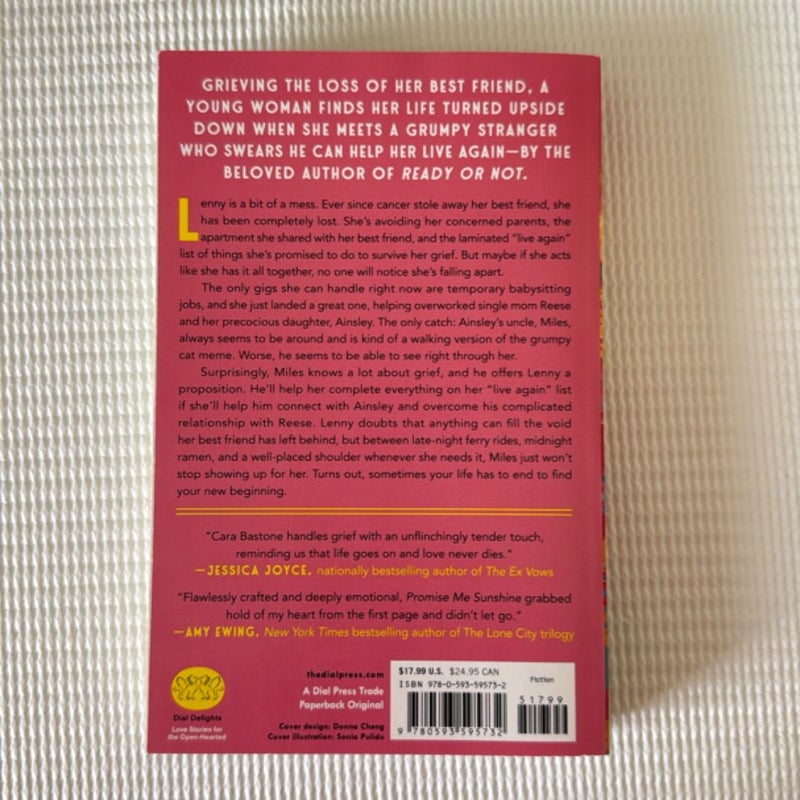 GRIEVING THE LOSS OF HER BEST FRIEND, A
YOUNG WOMAN FINDS HER LIFE TURNED UPSIDE
DOWN WHEN SHE MEETS A GRUMPY STRANGER
WHO SWEARS HE CAN HELP HER LIVE AGAIN—BY THE
BELOVED AUTHOR OF READY OR NOT.
Lenny is a bit of a mess. Ever since cancer stole away her best friend, she
has been completely lost. She's avoiding her concerned parents, the
apartment she shared with her best friend, and the laminated "live again"
list of things she's promised to do to survive her grief. But maybe if she acts
like she has it all together, no one will notice she's falling apart.
The only gigs she can handle right now are temporary babysitting
jobs, and she just landed a great one, helping overworked single mom Reese
and her precocious daughter, Ainsley. The only catch: Ainsley's uncle, Miles,
always seems to be around and is kind of a walking version of the grumpy
cat meme. Worse, he seems to be able to see right through her.
Surprisingly, Miles knows a lot about grief, and he offers Lenny a
proposition. He'll help her complete everything on her "live again" list
if she'll help him connect with Ainsley and overcome his complicated
relationship with Reese. Lenny doubts that anything can fill the void
her best friend has left behind, but between late-night ferry rides, midnight
ramen, and a well-placed shoulder whenever she needs it, Miles just won't
stop showing up for her. Turns out, sometimes your life has to end to find
your new beginning.
"Cara Bastone handles grief with an unflinchingly tender touch,
reminding us that life goes on and love never dies."
—JESSICA JOYCE, nationally bestselling author of The Ex Vows
"Flawlessly crafted and deeply emotional, Promise Me Sunshine grabbed
hold of my heart from the first page and didn't let go."
—AMY EWING, New York Times bestselling author of The Lone City trilogy
Dial Delights
Love Stories for
the Open-Hearted
thedialpress.com
A Dial Press Trade
Paperback Original
Cover design: Donna Cheng
Cover illustration: Sonia Pulido
$17.99 U.S. $24.95 CAN
ISBN 978-0-593-59573-2
9 780593 595732
Fiction
51799